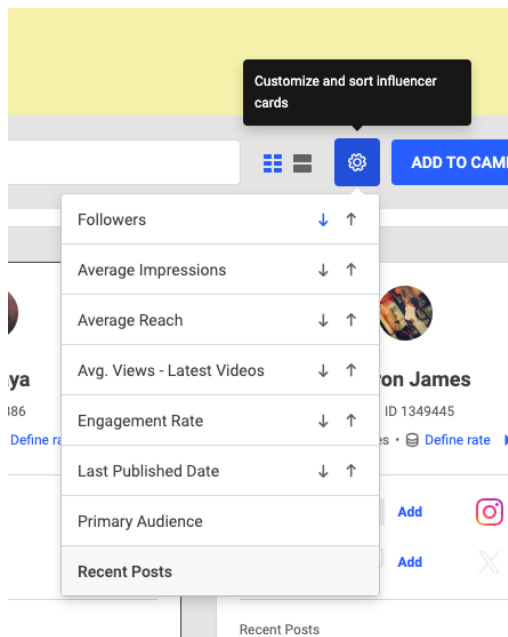 Customize and sort influencer
cards
ADD TO CAM
Followers
Average Impressions
Average Reach
Avg. Views - Latest Videos
Engagement Rate
Last Published Date
Primary Audience
Recent Posts
ya
386
Define ra
on James
ID 1349445
es • Define rate
Add
Add
Recent Posts